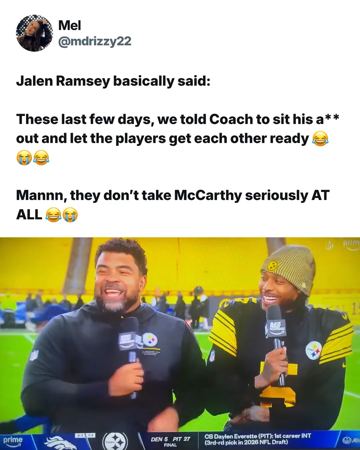 Mel
@mdrizzy22
Jalen Ramsey basically said:
These last few days, we told Coach to sit his a**
out and let the players get each other ready 😂
😭😂
Mannn, they don’t take McCarthy seriously AT
ALL 😂😭
prime
DEN 5 PIT 27
FINAL
CB Daylen Everette (PIT): 1st career INT
(3rd-rd pick in 2026 NFL Draft)